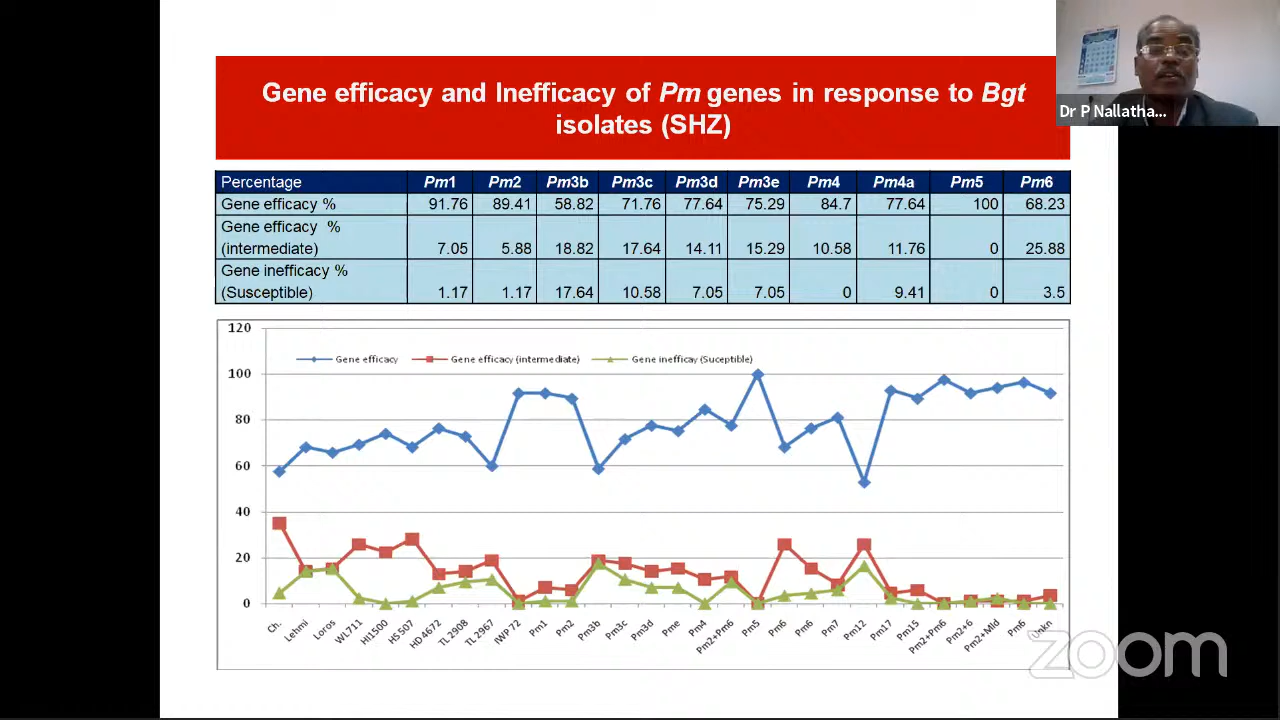 Gene efficacy and Inefficacy of Pm genes in response to Bgt
isolates (SHZ)
Dr P Nallatha...
Percentage Pm1 Pm2 Pm3b Pm3c Pm3d Pm3e Pm4 Pm4a Pm5 Pm6
Gene efficacy % 91.76 89.41 58.82 71.76 77.64 75.29 84.7 77.64 100 68.23
Gene efficacy %
(intermediate) 7.05 5.88 18.82 17.64 14.11 15.29 10.58 11.76 0 25.88
Gene inefficacy %
(Susceptible) 1.17 1.17 17.64 10.58 7.05 7.05 0 9.41 0 3.5
120
Gene efficacy Gene efficacy (intermediate) Gene inefficay (Suceptible)
100
80
60
40
20
0
Ch. Lehmi Loros WL711 HI1500 HS507 HD4672 TL2908 TL2967 IWP-72 Pm1 Pm2 Pm3b Pm3c Pm3d Pme Pm4 Pm2+Pm6 Pm5 Pm6 Pm6 Pm7 Pm12 Pm17 Pm15 Pm2+Pm6 Pm2+6 Pm2+Mld Pm6 Unkn
zoom